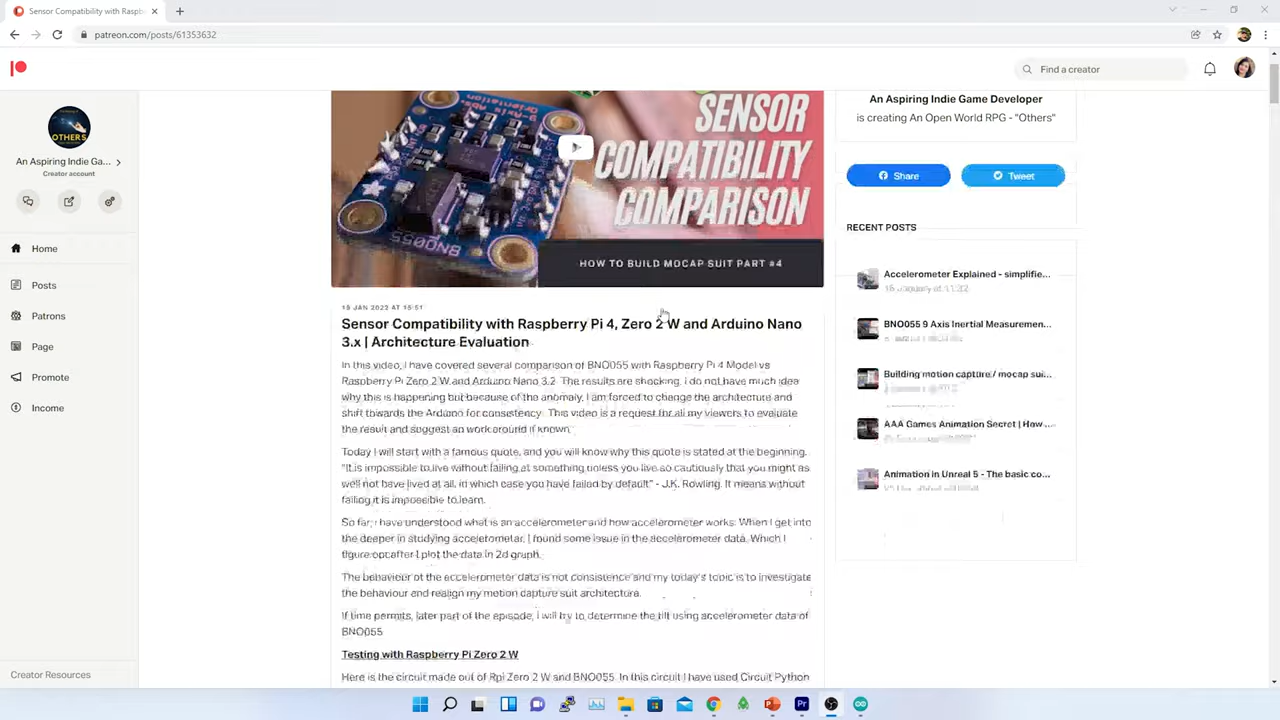 Sensor Compatibility with Raspb
patreon.com/posts/61353632
Find a creator
OTHERS
An Aspiring Indie Ga...
Creator account
Home
Posts
Patrons
Page
Promote
Income
Creator Resources
SENSOR
COMPATIBILITY
COMPARISON
9-Axis Abs.
Orientation
BNO055
HOW TO BUILD MOCAP SUIT PART #4
19 JAN 2022 AT 15:51
Sensor Compatibility with Raspberry Pi 4, Zero 2 W and Arduino Nano
3.x | Architecture Evaluation
In this video, I have covered several comparison of BNO055 with Raspberry Pi 4 Model vs
Raspberry Pi Zero 2 W and Arduino Nano 3.2. The results are shocking. I do not have much idea
why this is happening but because of the anomaly, I am forced to change the architecture and
shift towards the Arduino for consistency. This video is a request for all my viewers to evaluate
the result and suggest an workaround if known.
Today I will start with a famous quote, and you will know why this quote is stated at the beginning.
"It is impossible to live without failing at something unless you live so cautiously that you might as
well not have lived at all, in which case you have failed by default" - J.K. Rowling. It means without
failing it is impossible to learn.
So far, I have understood what is an accelerometer and how accelerometer works. When I get into
the deeper in studying accelerometer, I found some issue in the accelerometer data. Which I
figure out after I plot the data in 2d graph.
The behaviour of the accelerometer data is not consistence and my today's topic is to investigate
the behaviour and realign my motion capture suit architectura.
If time permits, later part of the episode, I will try to determine the tilt using accelerometer data of
BNO055
Testing with Raspberry Pi Zero 2 W
Here is the circuit made out of Rpi Zero 2 W and BNO055. In this circuit I have used Circuit Python
An Aspiring Indie Game Developer
is creating An Open World RPG - "Others"
Share
Tweet
RECENT POSTS
Accelerometer Explained - simplifie...
BNO055 9 Axis Inertial Measuremen...
Building motion capture / mocap sui...
AAA Games Animation Secret | How ...
Animation in Unreal 5 - The basic co...